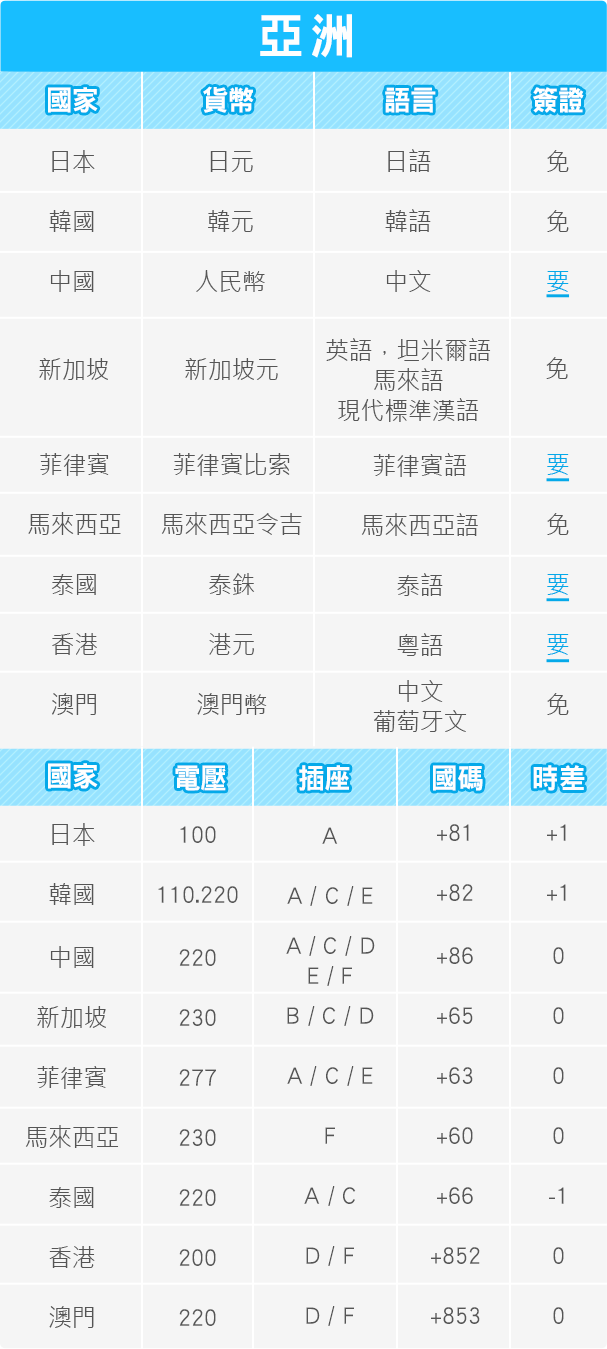 亞洲
國家 貨幣 語言 簽證
日本 日元 日語 免
韓國 韓元 韓語 免
中國 人民幣 中文 要
新加坡 新加坡元 英語，坦米爾語 免
馬來語
現代標準漢語
菲律賓 菲律賓比索 菲律賓語 要
馬來西亞 馬來西亞令吉 馬來西亞語 免
泰國 泰銖 泰語 要
香港 港元 粵語 要
澳門 澳門幣 中文 免
葡萄牙文
國家 電壓 插座 國碼 時差
日本 100 A +81 +1
韓國 110.220 A / C / E +82 +1
中國 220 A / C / D +86 0
E / F
新加坡 230 B / C / D +65 0
菲律賓 277 A / C / E +63 0
馬來西亞 230 F +60 0
泰國 220 A / C +66 -1
香港 200 D / F +852 0
澳門 220 D / F +853 0